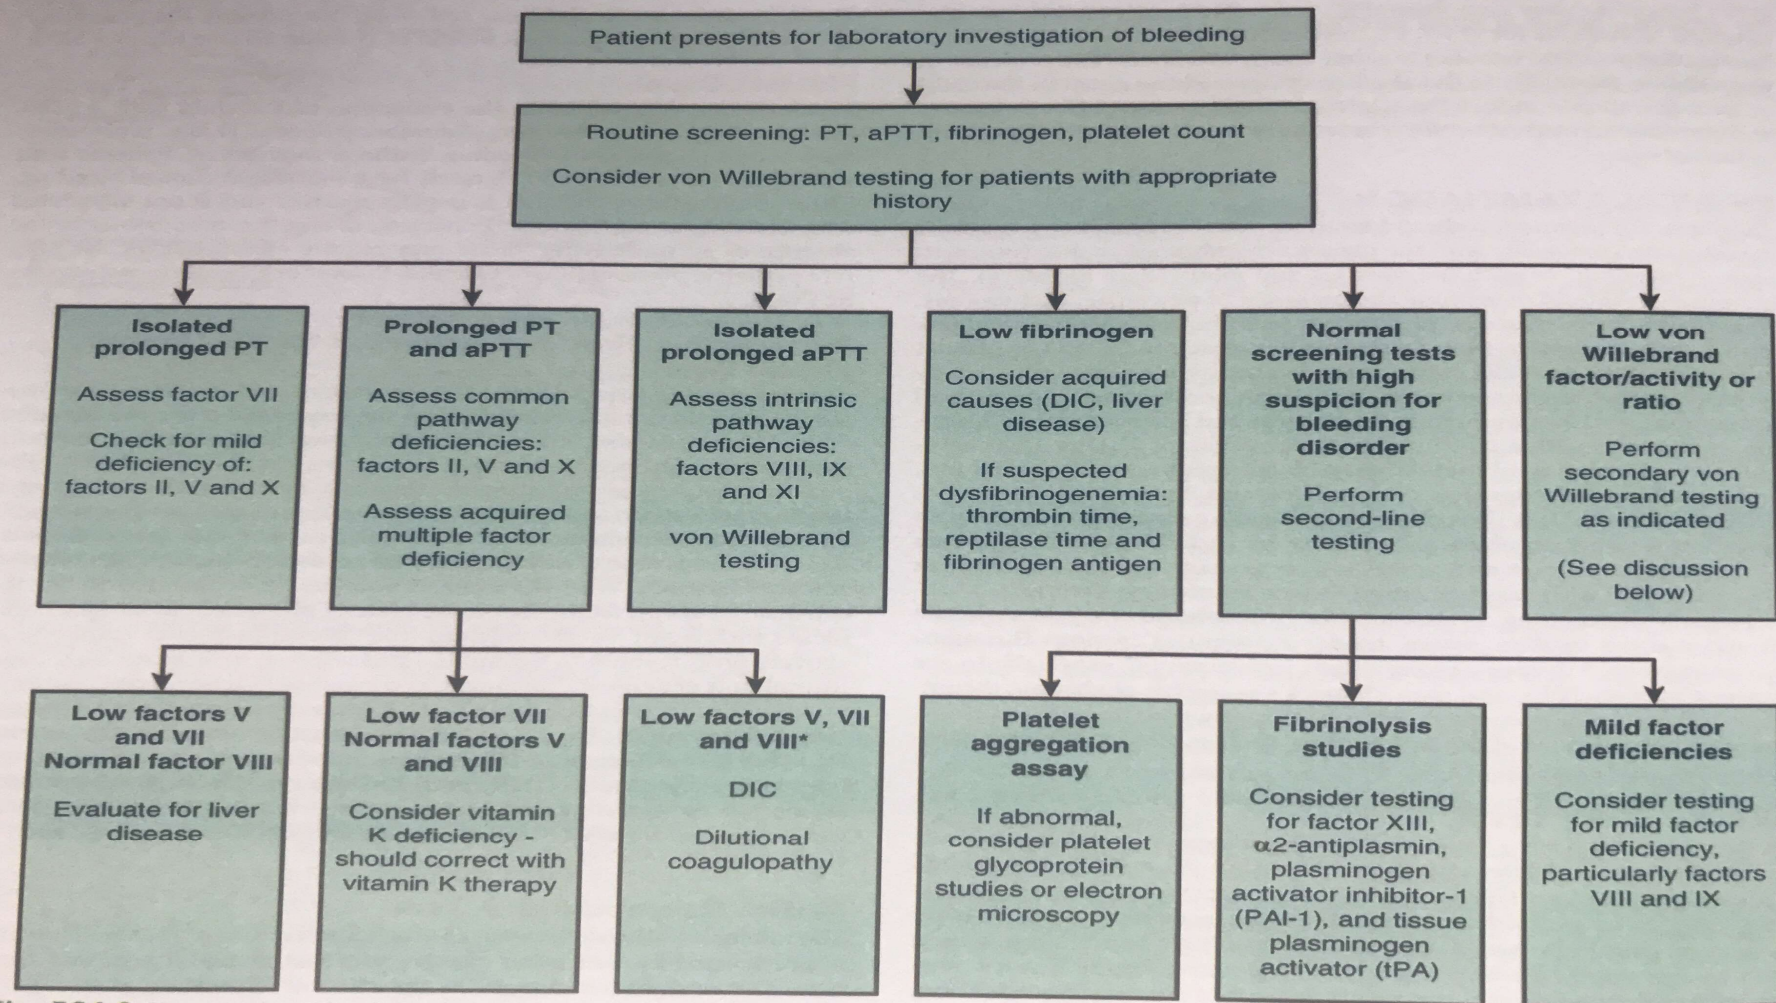 Patient presents for laboratory investigation of bleeding
Routine screening: PT, aPTT, fibrinogen, platelet count
Consider von Willebrand testing for patients with appropriate
history
Isolated
prolonged PT
Assess factor VII
Check for mild
deficiency of:
factors II, V and X
Prolonged PT
and aPTT
Assess common
pathway
deficiencies:
factors II, V and X
Assess acquired
multiple factor
deficiency
Isolated
prolonged aPTT
Assess intrinsic
pathway
deficiencies:
factors VIII, IX
and XI
von Willebrand
testing
Low fibrinogen
Consider acquired
causes (DIC, liver
disease)
If suspected
dysfibrinogenemia:
thrombin time,
reptilase time and
fibrinogen antigen
Normal
screening tests
with high
suspicion for
bleeding
disorder
Perform
second-line
testing
Low von
Willebrand
factor/activity or
ratio
Perform
secondary von
Willebrand testing
as indicated
(See discussion
below)
Low factors V
and VII
Normal factor VIII
Evaluate for liver
disease
Low factor VII
Normal factors V
and VIII
Consider vitamin
K deficiency -
should correct with
vitamin K therapy
Low factors V, VII
and VIII*
DIC
Dilutional
coagulopathy
Platelet
aggregation
assay
If abnormal,
consider platelet
glycoprotein
studies or electron
microscopy
Fibrinolysis
studies
Consider testing
for factor XIII,
α2-antiplasmin,
plasminogen
activator inhibitor-1
(PAI-1), and tissue
plasminogen
activator (tPA)
Mild factor
deficiencies
Consider testing
for mild factor
deficiency,
particularly factors
VIII and IX